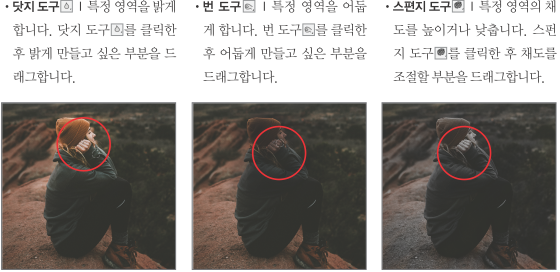 • 닷지 도구 | 특정 영역을 밝게
합니다. 닷지 도구를 클릭한
후 밝게 만들고 싶은 부분을 드
래그합니다.
• 번 도구 | 특정 영역을 어둡
게 합니다. 번 도구를 클릭한
후 어둡게 만들고 싶은 부분을
드래그합니다.
• 스펀지 도구 | 특정 영역의 채
도를 높이거나 낮춥니다. 스펀
지 도구를 클릭한 후 채도를
조절할 부분을 드래그합니다.